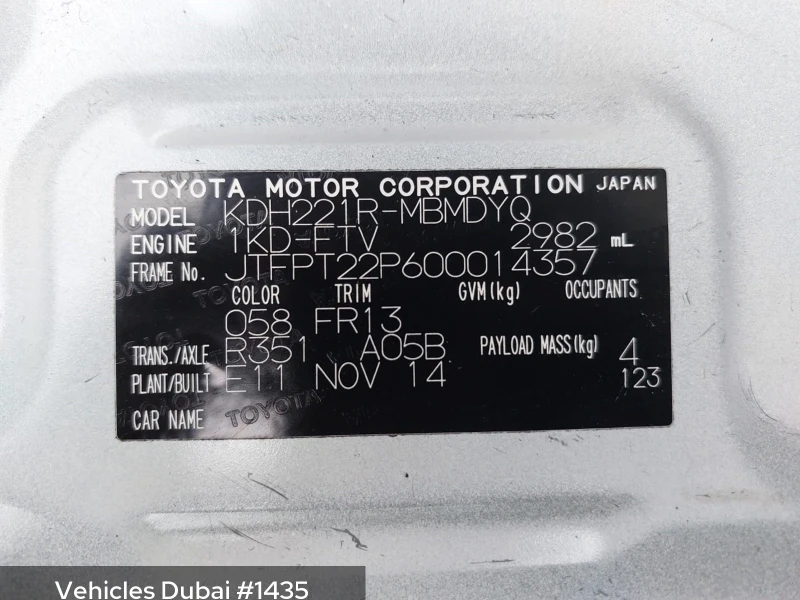 TOYOTA MOTOR CORPORATION JAPAN
MODEL KDH221R-MBMDYQ
ENGINE 1KD-FTV 2982 mL
FRAME No. JTFPT22P600014357
COLOR TRIM GVM(kg) OCCUPANTS
058 FR13
TRANS./AXLE R351 A05B PAYLOAD MASS(kg) 4
PLANT/BUILT E11 NOV 14 123
CAR NAME
TOYOTA
Vehicles Dubai #1435